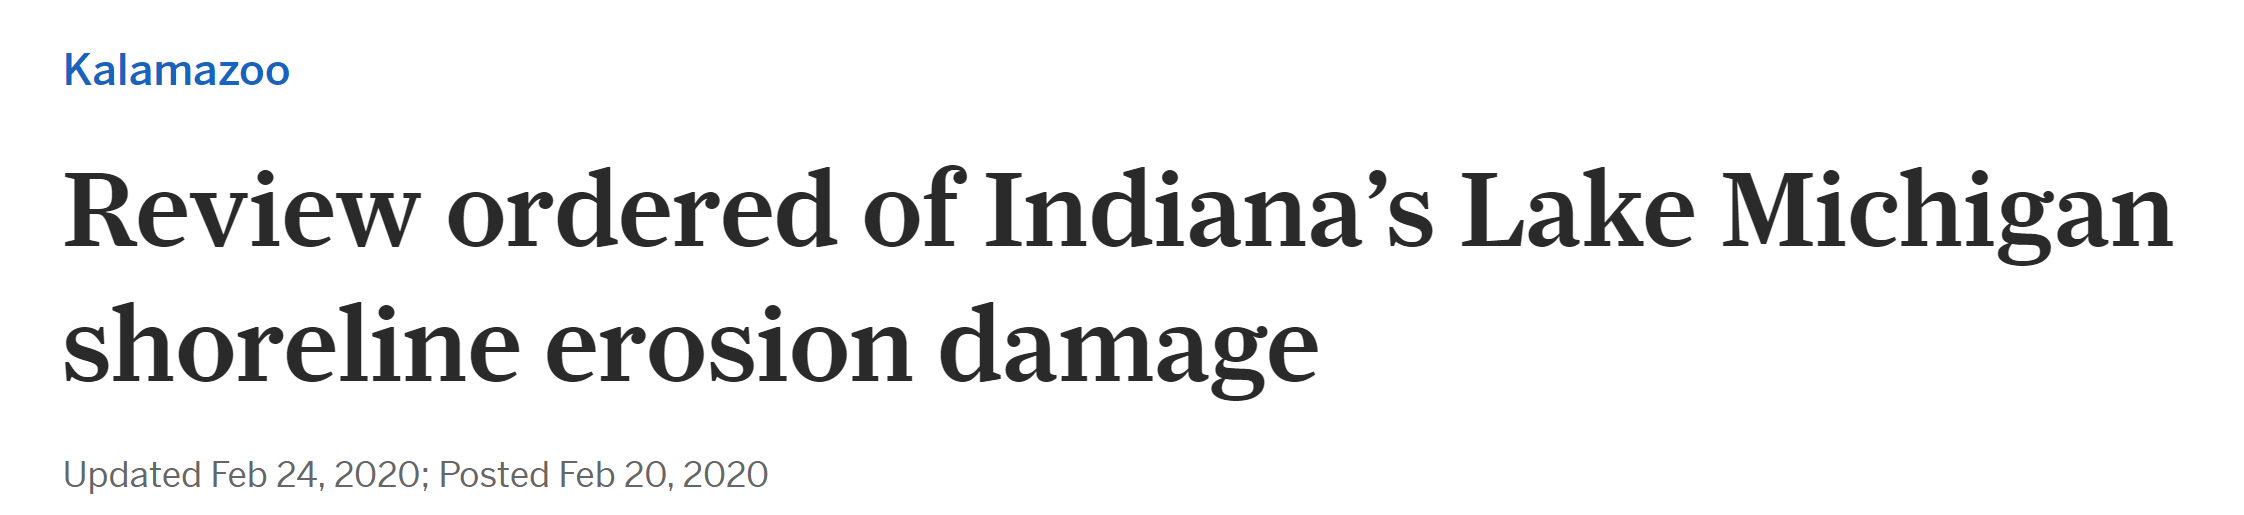 Kalamazoo
Review ordered of Indiana’s Lake Michigan
shoreline erosion damage
Updated Feb 24, 2020; Posted Feb 20, 2020